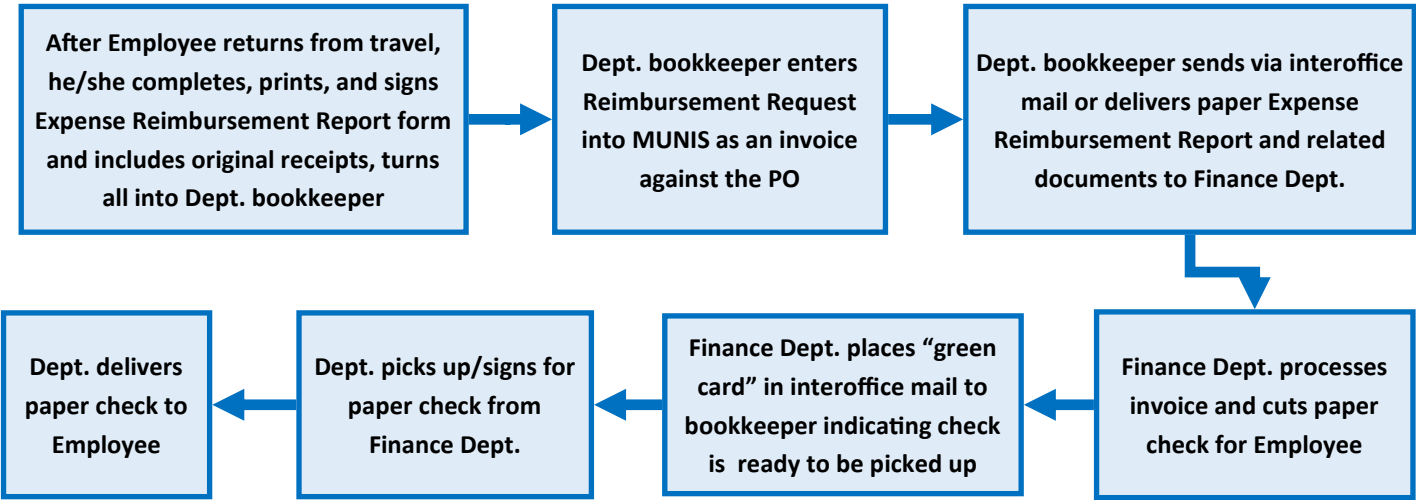 After Employee returns from travel,
he/she completes, prints, and signs
Expense Reimbursement Report form
and includes original receipts, turns
all into Dept. bookkeeper
Dept. bookkeeper enters
Reimbursement Request
into MUNIS as an invoice
against the PO
Dept. bookkeeper sends via interoffice
mail or delivers paper Expense
Reimbursement Report and related
documents to Finance Dept.
Finance Dept. processes
invoice and cuts paper
check for Employee
Finance Dept. places “green
card” in interoffice mail to
bookkeeper indicating check
is ready to be picked up
Dept. picks up/signs for
paper check from
Finance Dept.
Dept. delivers
paper check to
Employee